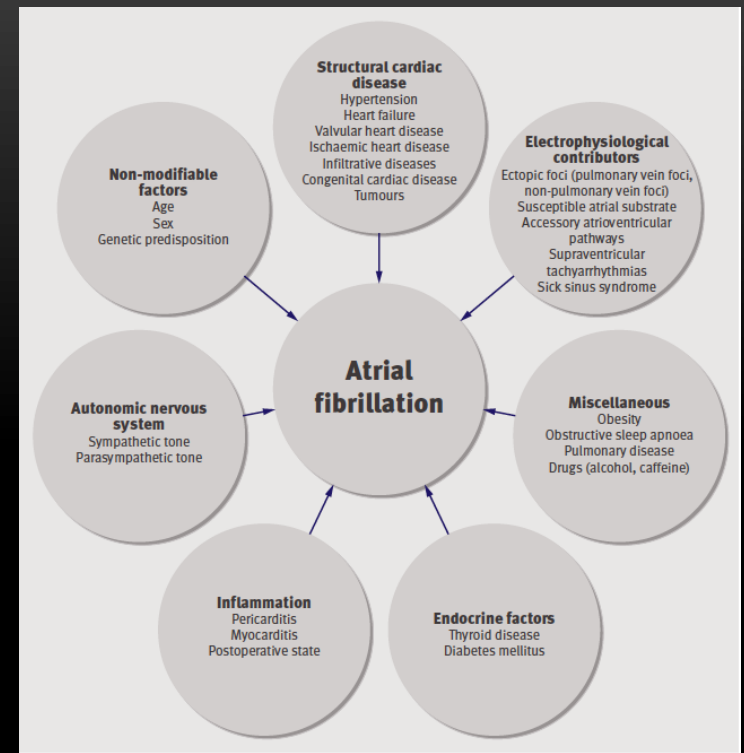 Structural cardiac
disease
Hypertension
Heart failure
Valvular heart disease
Ischaemic heart disease
Infiltrative diseases
Congenital cardiac disease
Tumours
Electrophysiological
contributors
Ectopic foci (pulmonary vein foci,
non-pulmonary vein foci)
Susceptible atrial substrate
Accessory atrioventricular
pathways
Supraventricular
tachyarrhythmias
Sick sinus syndrome
Non-modifiable
factors
Age
Sex
Genetic predisposition
Atrial
fibrillation
Autonomic nervous
system
Sympathetic tone
Parasympathetic tone
Miscellaneous
Obesity
Obstructive sleep apnoea
Pulmonary disease
Drugs (alcohol, caffeine)
Inflammation
Pericarditis
Myocarditis
Postoperative state
Endocrine factors
Thyroid disease
Diabetes mellitus